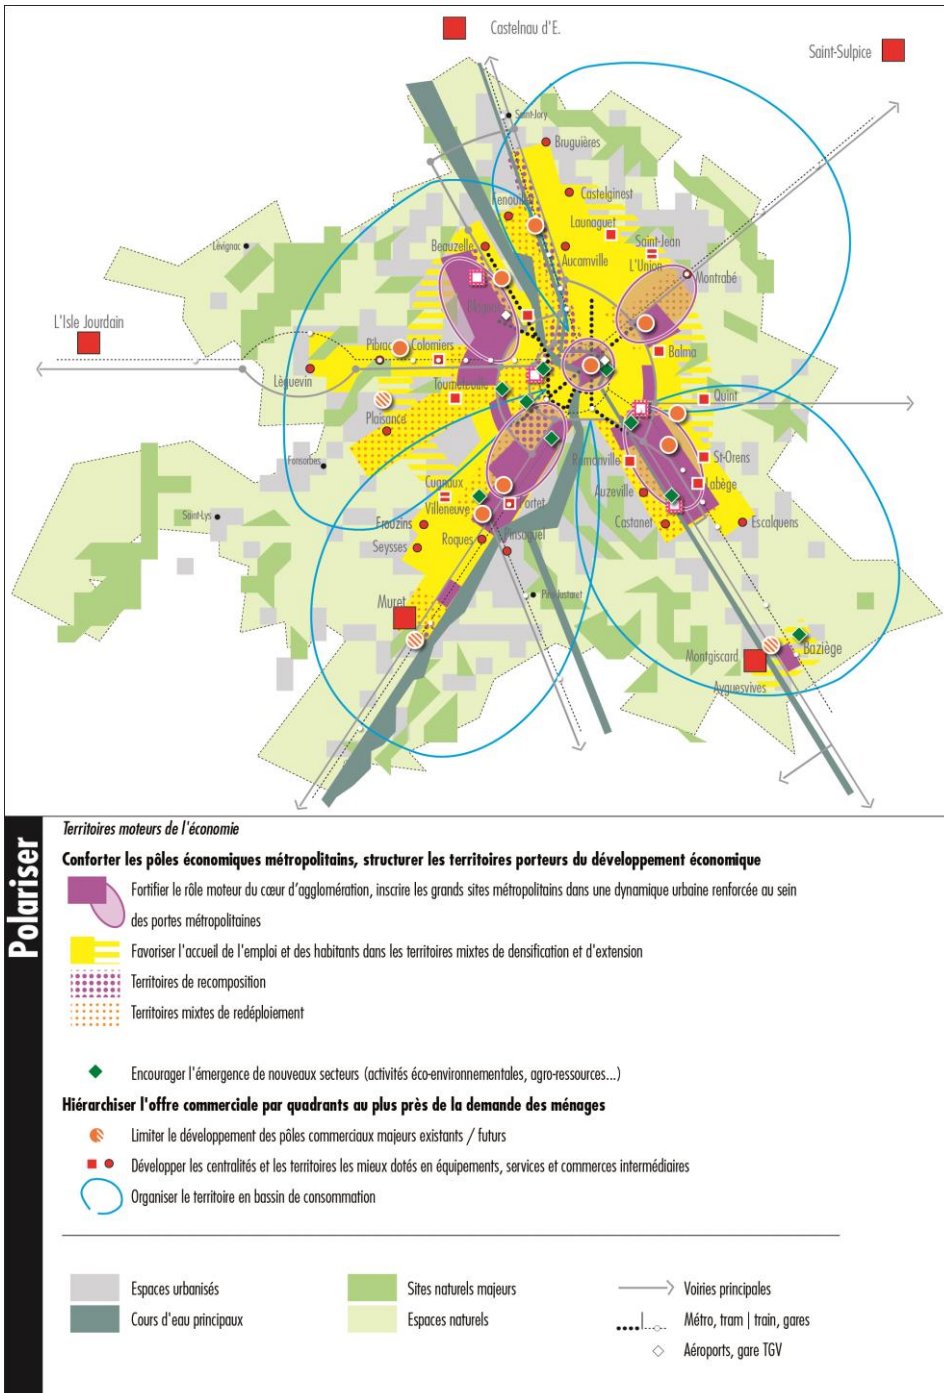 Castelnau d'E.
Saint-Sulpice
Saint-Jory
Bruguières
Castelginest
Launaguet
Saint-Jean
L'Union
Montrabé
Lévignac
Beauzelle
Aucamville
L'Isle Jourdain
Pibrac
Colomiers
Balma
Léguevin
Tournefeuille
Quint
Plaisance
Fonsorbes
Cugnaux
Villeneuve
Portet
Ramonville
St-Orens
Labège
Auzeville
Saint-Lys
Frouzins
Seysses
Roques
Pinsaguel
Castanet
Escalquens
Muret
Pins-Justaret
Montgiscard
Baziège
Ayguesvives
Polariser
Territoires moteurs de l'économie
Conforter les pôles économiques métropolitains, structurer les territoires porteurs du développement économique
Fortifier le rôle moteur du cœur d'agglomération, inscrire les grands sites métropolitains dans une dynamique urbaine renforcée au sein
des portes métropolitaines
Favoriser l'accueil de l'emploi et des habitants dans les territoires mixtes de densification et d'extension
Territoires de recomposition
Territoires mixtes de redéploiement
Encourager l'émergence de nouveaux secteurs (activités éco-environnementales, agro-ressources...)
Hiérarchiser l'offre commerciale par quadrants au plus près de la demande des ménages
Limiter le développement des pôles commerciaux majeurs existants / futurs
Développer les centralités et les territoires les mieux dotés en équipements, services et commerces intermédiaires
Organiser le territoire en bassin de consommation
Espaces urbanisés
Sites naturels majeurs
Voiries principales
Cours d'eau principaux
Espaces naturels
Métro, tram | train, gares
Aéroports, gare TGV